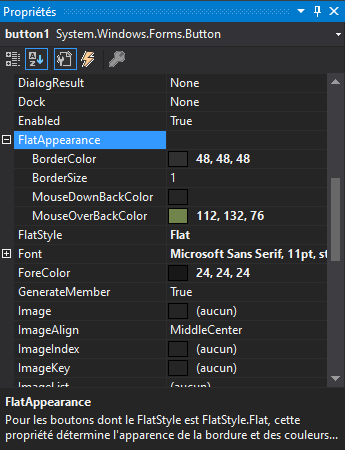 Propriétés
button1 System.Windows.Forms.Button
DialogResult None
Dock None
Enabled True
FlatAppearance
BorderColor 48, 48, 48
BorderSize 1
MouseDownBackColor
MouseOverBackColor 112, 132, 76
FlatStyle Flat
Font Microsoft Sans Serif, 11pt, st
ForeColor 24, 24, 24
GenerateMember True
Image (aucun)
ImageAlign MiddleCenter
ImageIndex (aucun)
ImageKey (aucun)
ImageList (aucun)
FlatAppearance
Pour les boutons dont le FlatStyle est FlatStyle.Flat, cette
propriété détermine l'apparence de la bordure et des couleurs...